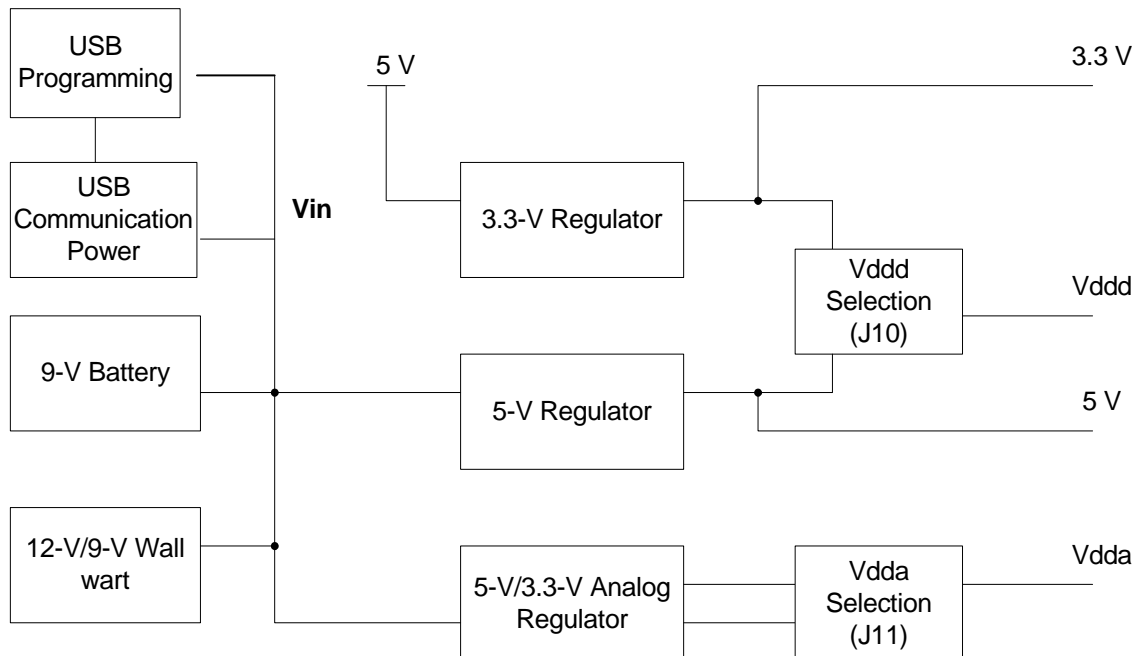 USB
Programming
USB
Communication
Power
9-V Battery
12-V/9-V Wall
wart
Vin
5 V
3.3-V Regulator
5-V Regulator
5-V/3.3-V Analog
Regulator
Vddd
Selection
(J10)
Vdda
Selection
(J11)
3.3 V
Vddd
5 V
Vdda